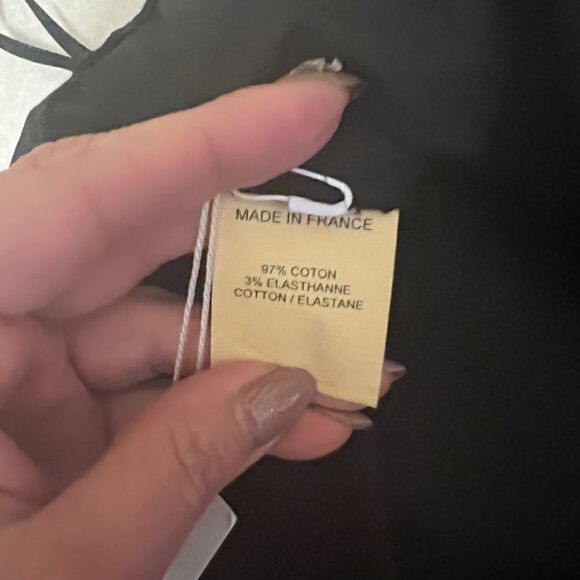 MADE IN FRANCE
97% COTON
3% ELASTHANNE
COTTON / ELASTANE